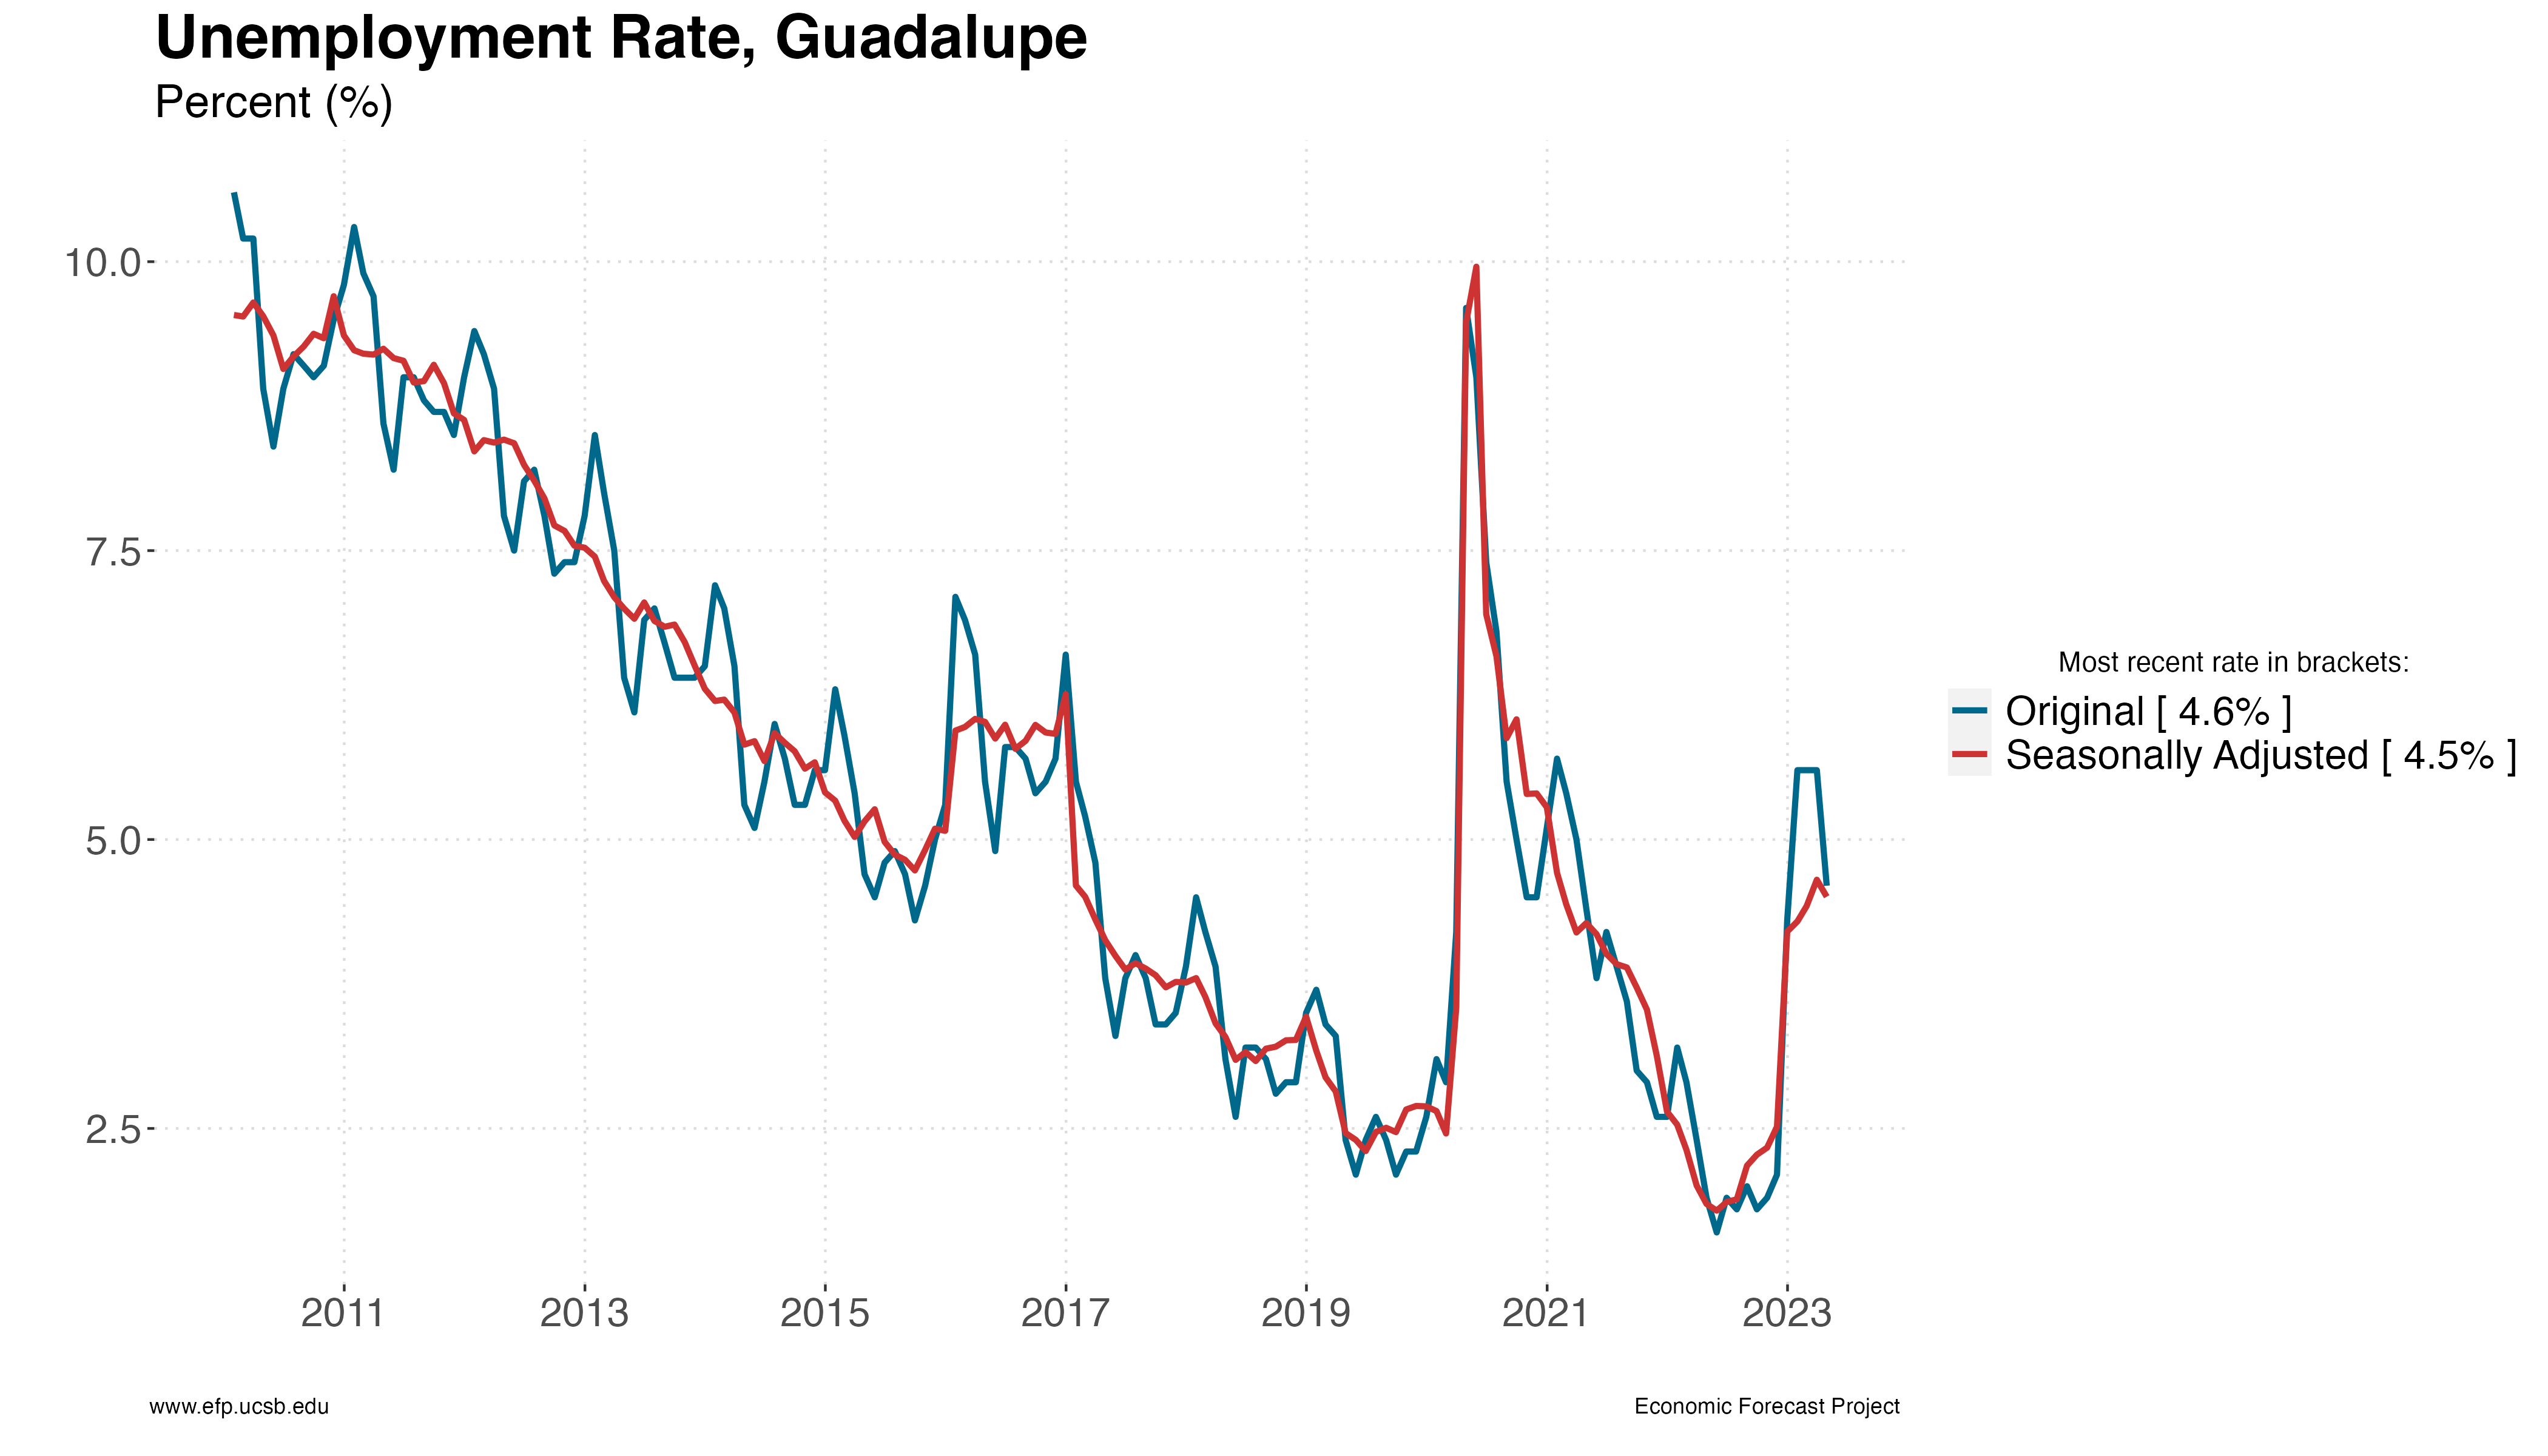 Unemployment Rate, Guadalupe
Percent (%)
10.0
7.5
5.0
2.5
2011 2013 2015 2017 2019 2021 2023
Most recent rate in brackets:
Original [ 4.6% ]
Seasonally Adjusted [ 4.5% ]
www.efp.ucsb.edu
Economic Forecast Project